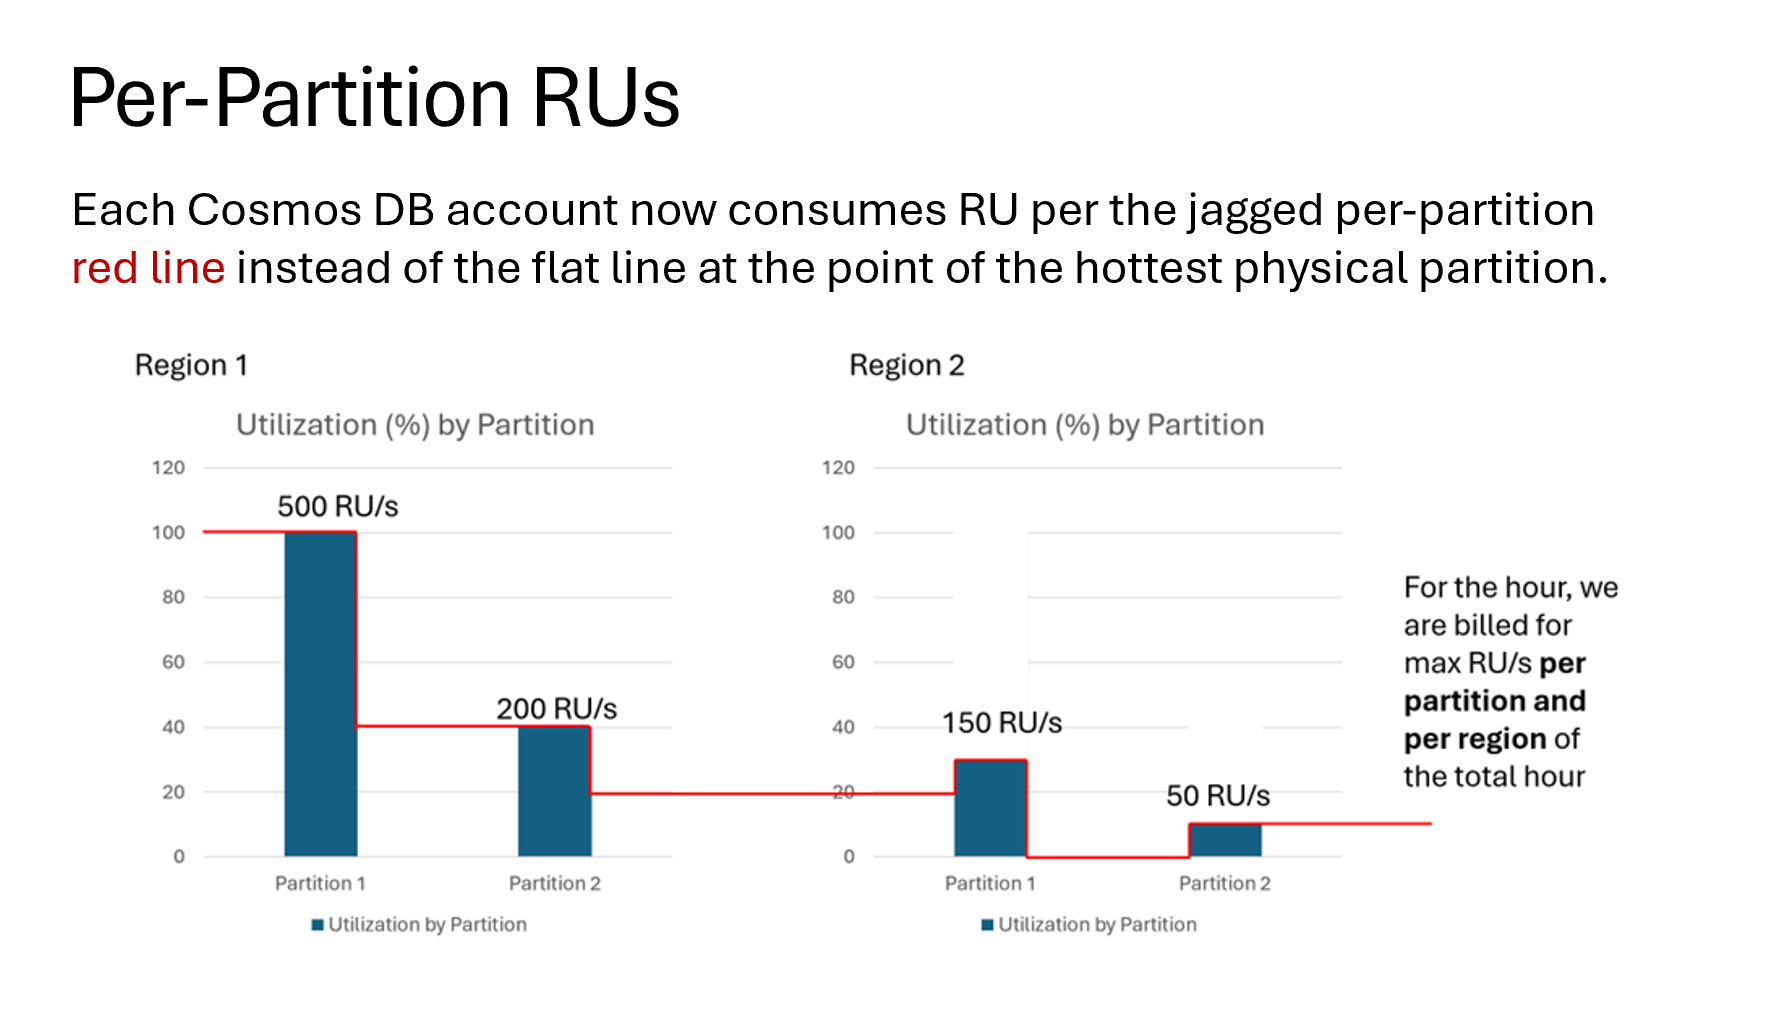 Per-Partition RUs
Each Cosmos DB account now consumes RU per the jagged per-partition
red line instead of the flat line at the point of the hottest physical partition.
Region 1
Utilization (%) by Partition
120
100
80
60
40
20
0
500 RU/s
200 RU/s
Partition 1
Partition 2
Utilization by Partition
Region 2
Utilization (%) by Partition
120
100
80
60
40
20
0
150 RU/s
50 RU/s
Partition 1
Partition 2
Utilization by Partition
For the hour, we
are billed for
max RU/s per
partition and
per region of
the total hour